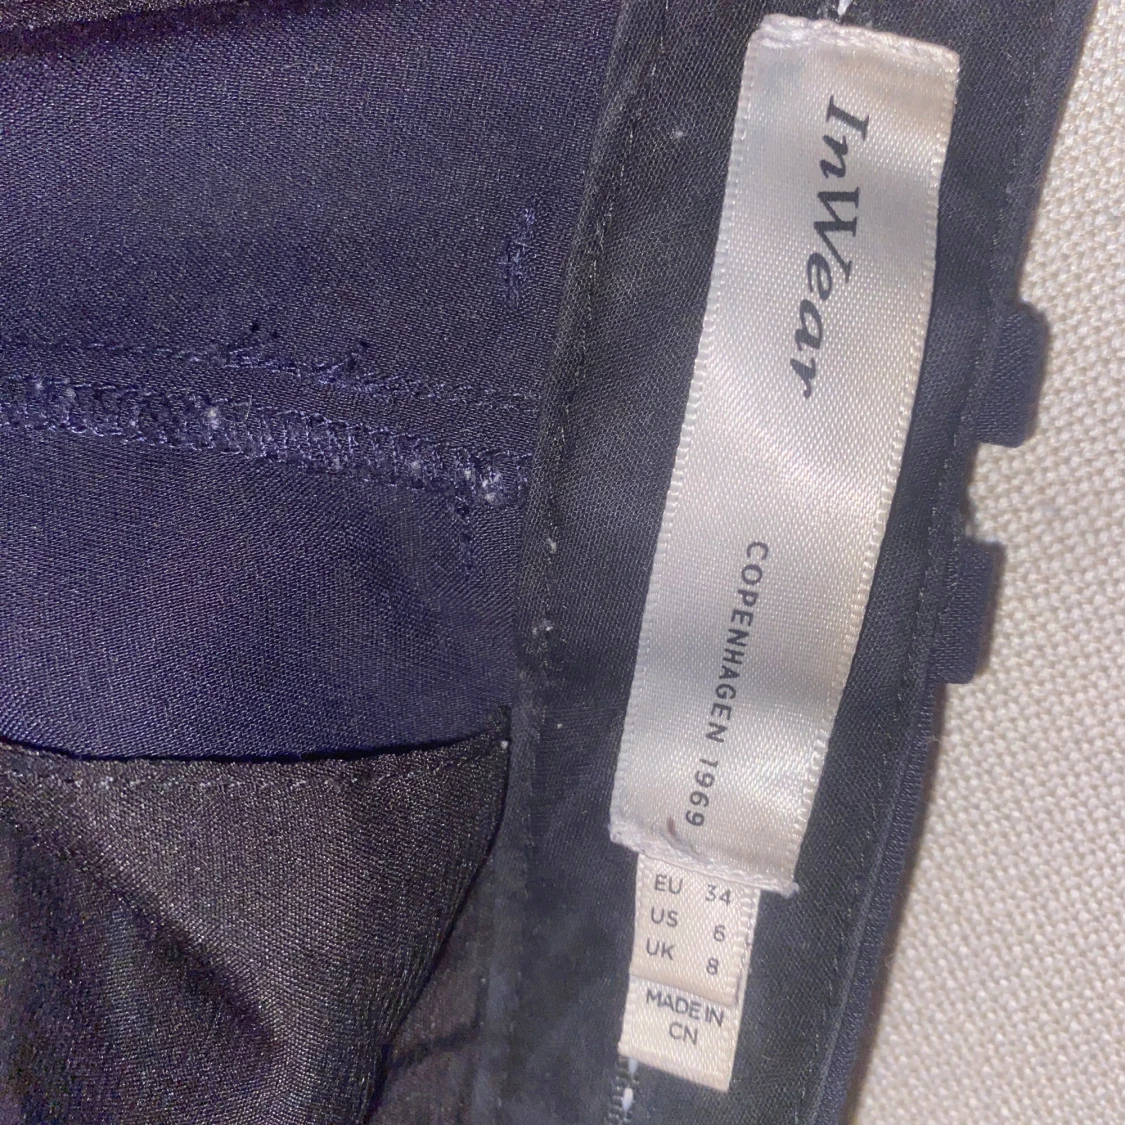 InWear
COPENHAGEN 1969
EU 34
US 6
UK 8
MADE IN
CN